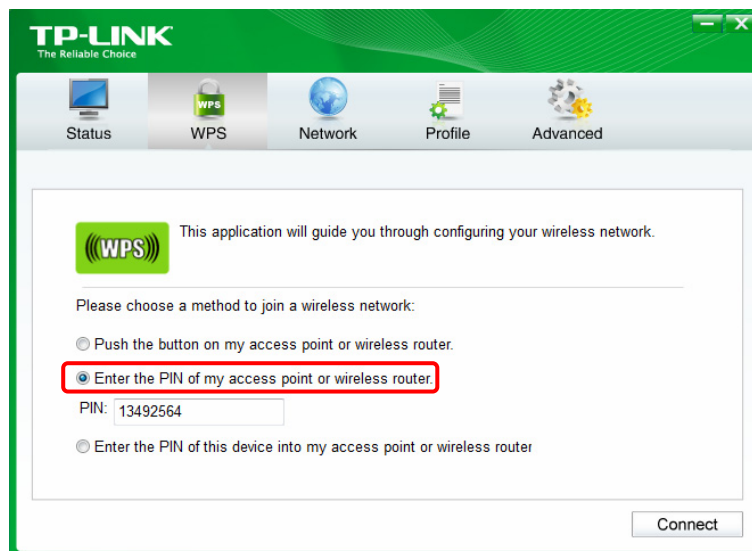 TP-LINK
The Reliable Choice
Status WPS Network Profile Advanced
WPS
This application will guide you through configuring your wireless network.
WPS
Please choose a method to join a wireless network:
Push the button on my access point or wireless router.
Enter the PIN of my access point or wireless router.
PIN: 13492564
Enter the PIN of this device into my access point or wireless router
Connect